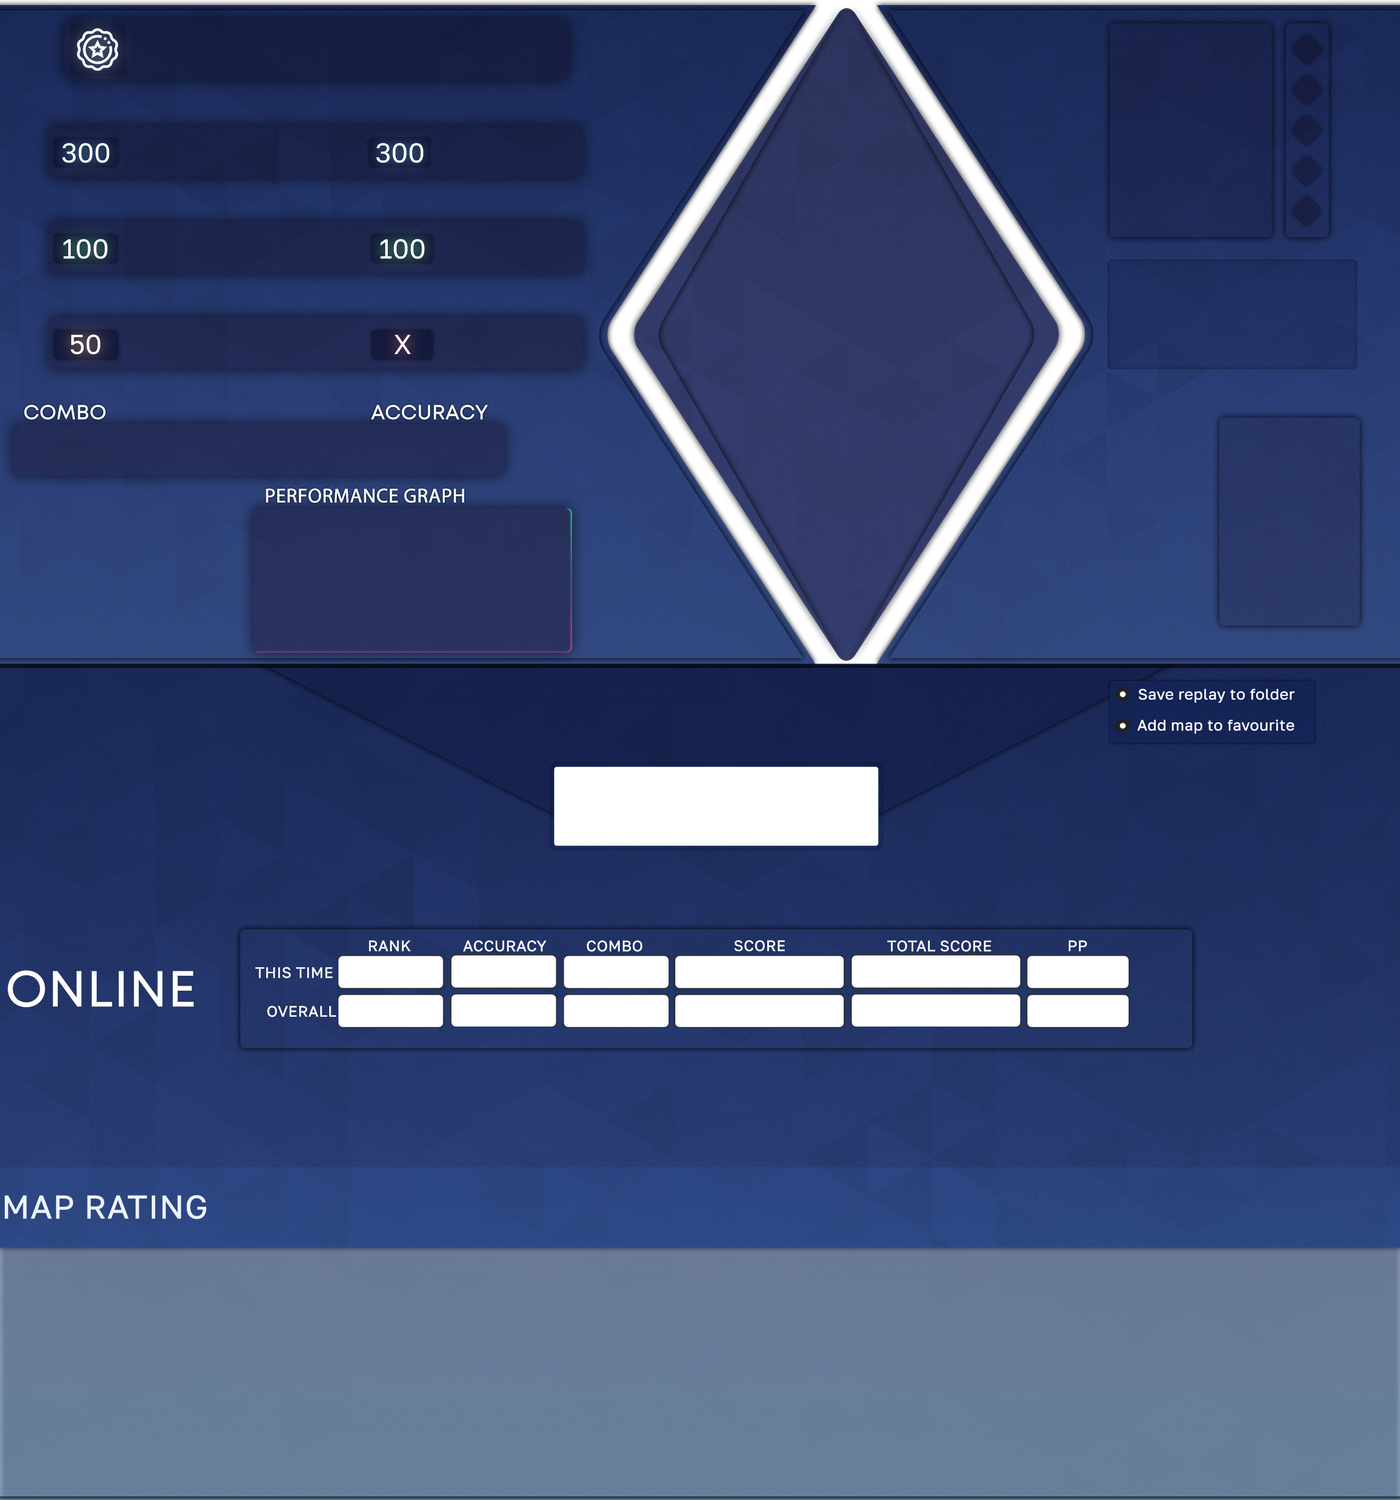 300 300
100 100
50 X
COMBO ACCURACY
PERFORMANCE GRAPH
Save replay to folder
Add map to favourite
RANK ACCURACY COMBO SCORE TOTAL SCORE PP
THIS TIME
ONLINE
OVERALL
MAP RATING